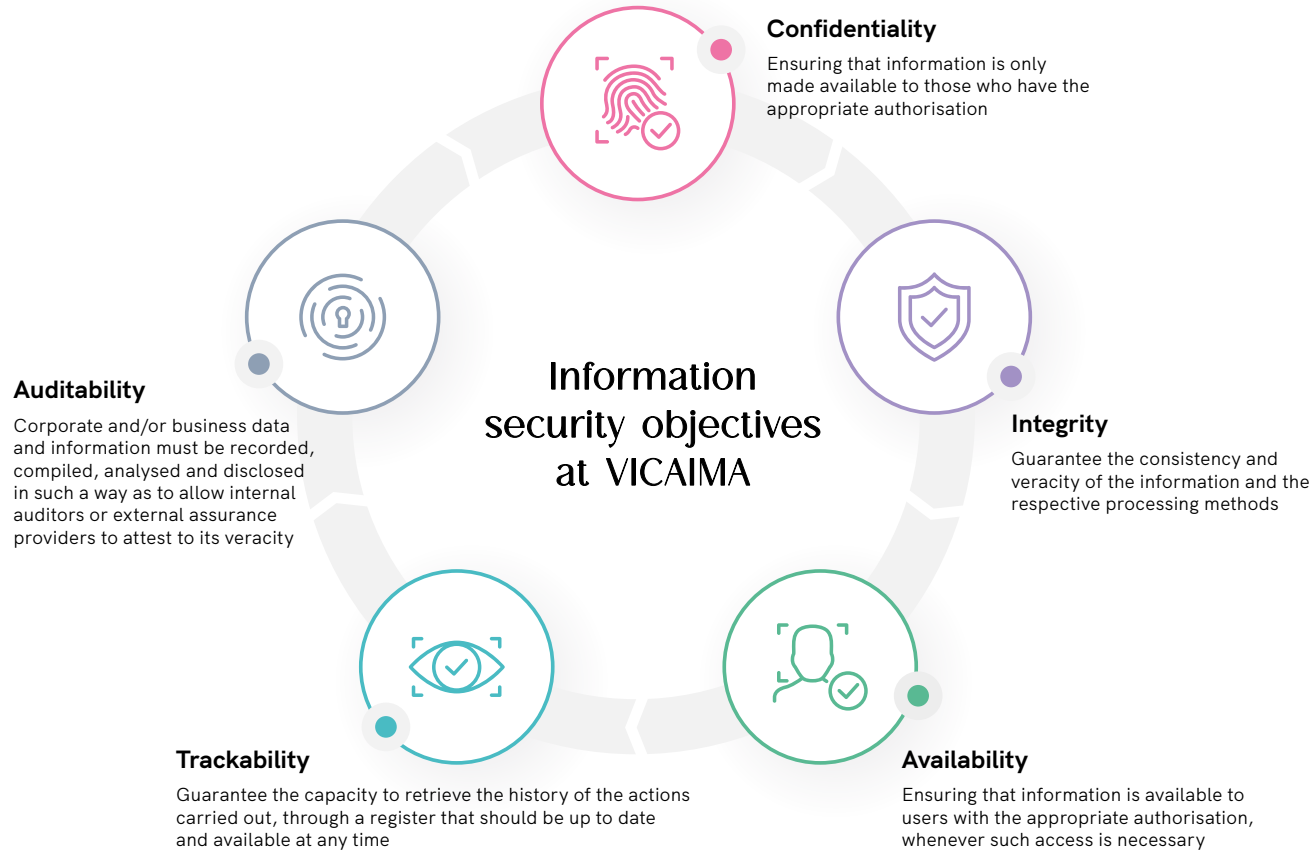 Confidentiality
Ensuring that information is only
made available to those who have the
appropriate authorisation
Information
security objectives
at VICAIMA
Auditability
Corporate and/or business data
and information must be recorded,
compiled, analysed and disclosed
in such a way as to allow internal
auditors or external assurance
providers to attest to its veracity
Integrity
Guarantee the consistency and
veracity of the information and the
respective processing methods
Trackability
Guarantee the capacity to retrieve the history of the actions
carried out, through a register that should be up to date
and available at any time
Availability
Ensuring that information is available to
users with the appropriate authorisation,
whenever such access is necessary